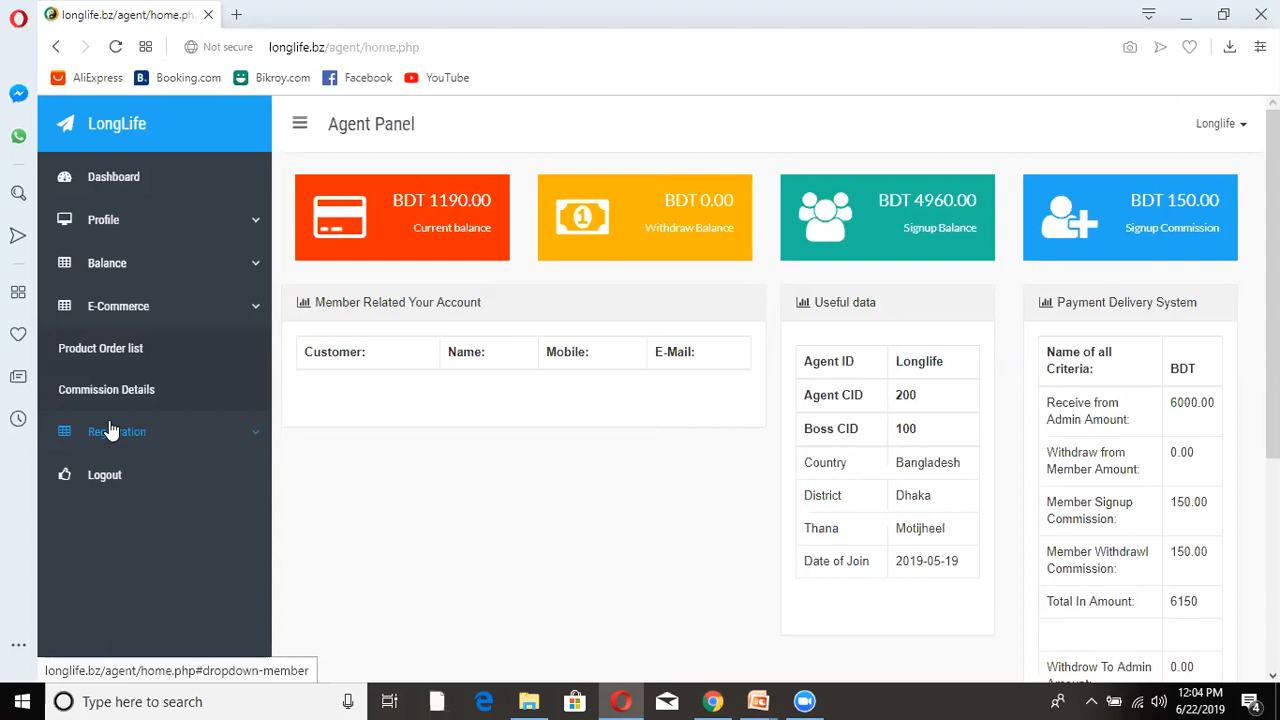 longlife.bz/agent/home.ph
Not secure
longlife.bz/agent/home.php
AliExpress
Booking.com
Bikroy.com
Facebook
YouTube
LongLife
Agent Panel
Longlife
Dashboard
Profile
Balance
E-Commerce
Product Order list
Commission Details
Registration
Logout
BDT 1190.00
Current balance
BDT 0.00
Withdraw Balance
BDT 4960.00
Signup Balance
BDT 150.00
Signup Commission
Member Related Your Account
Customer: Name: Mobile: E-Mail:
Useful data
Agent ID Longlife
Agent CID 200
Boss CID 100
Country Bangladesh
District Dhaka
Thana Motijheel
Date of Join 2019-05-19
Payment Delivery System
Name of all
Criteria: BDT
Receive from 6000.00
Admin Amount:
Withdraw from 0.00
Member Amount:
Member Signup 150.00
Commission:
Member Withdrawl 150.00
Commission:
Total In Amount: 6150
Withdrow To Admin 0.00
longlife.bz/agent/home.php#dropdown-member
Type here to search
12:04 PM
6/22/2019
4